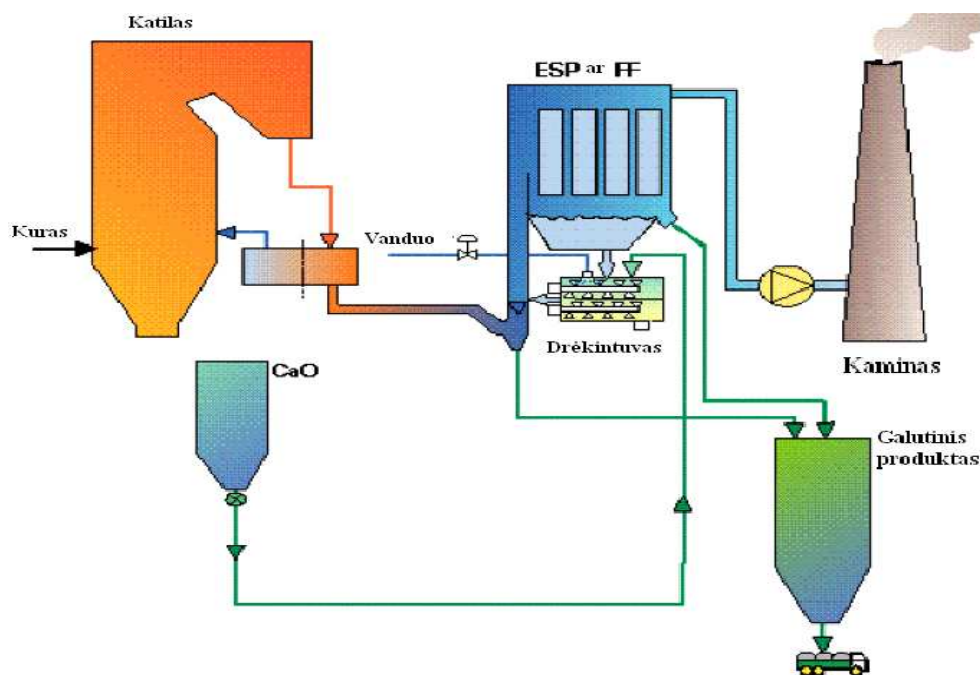 Katilas
ESP ar FF
Kuras
Vanduo
Drėkintuvas
Kaminas
CaO
Galutinis
produktas